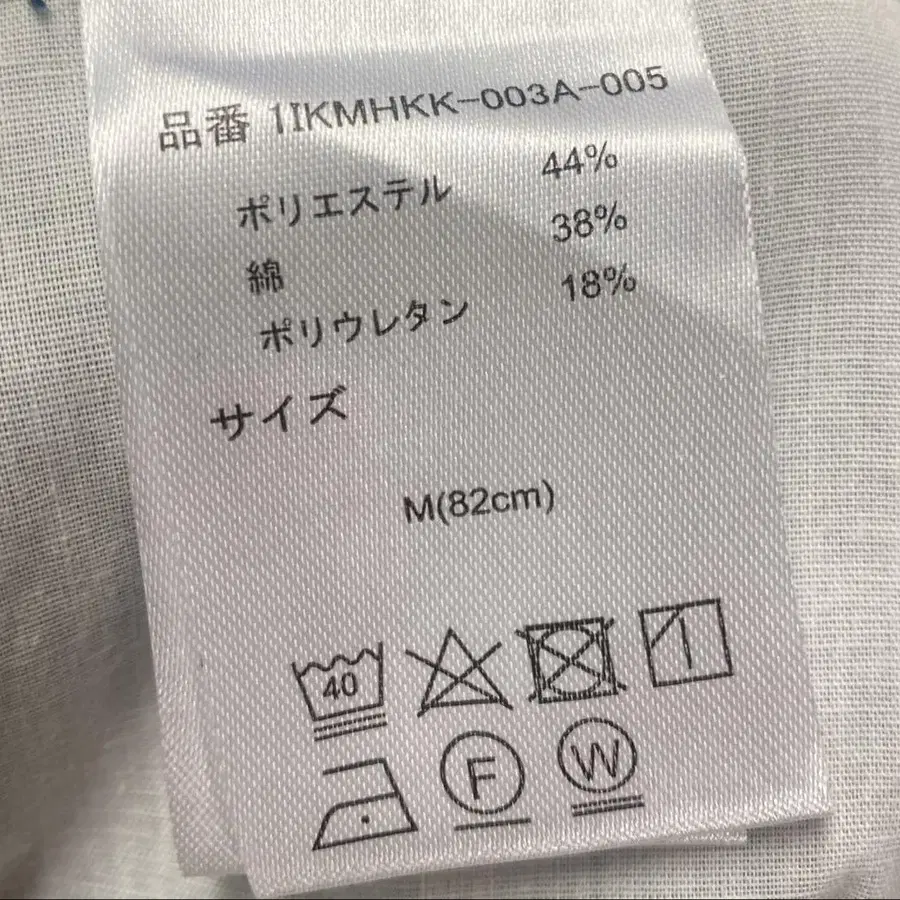 品番 1IKMHKK-003A-005
ポリエステル 44%
綿 38%
ポリウレタン 18%
サイズ
M(82cm)
40
F W